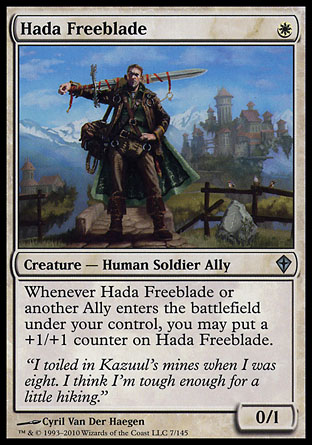 Hada Freeblade
Creature — Human Soldier Ally
Whenever Hada Freeblade or
another Ally enters the battlefield
under your control, you may put a
+1/+1 counter on Hada Freeblade.
“I toiled in Kazuul’s mines when I was
eight. I think I’m tough enough for a
little hiking.”
Cyril Van Der Haegen
™ & © 1993–2010 Wizards of the Coast LLC 7/145
0/1